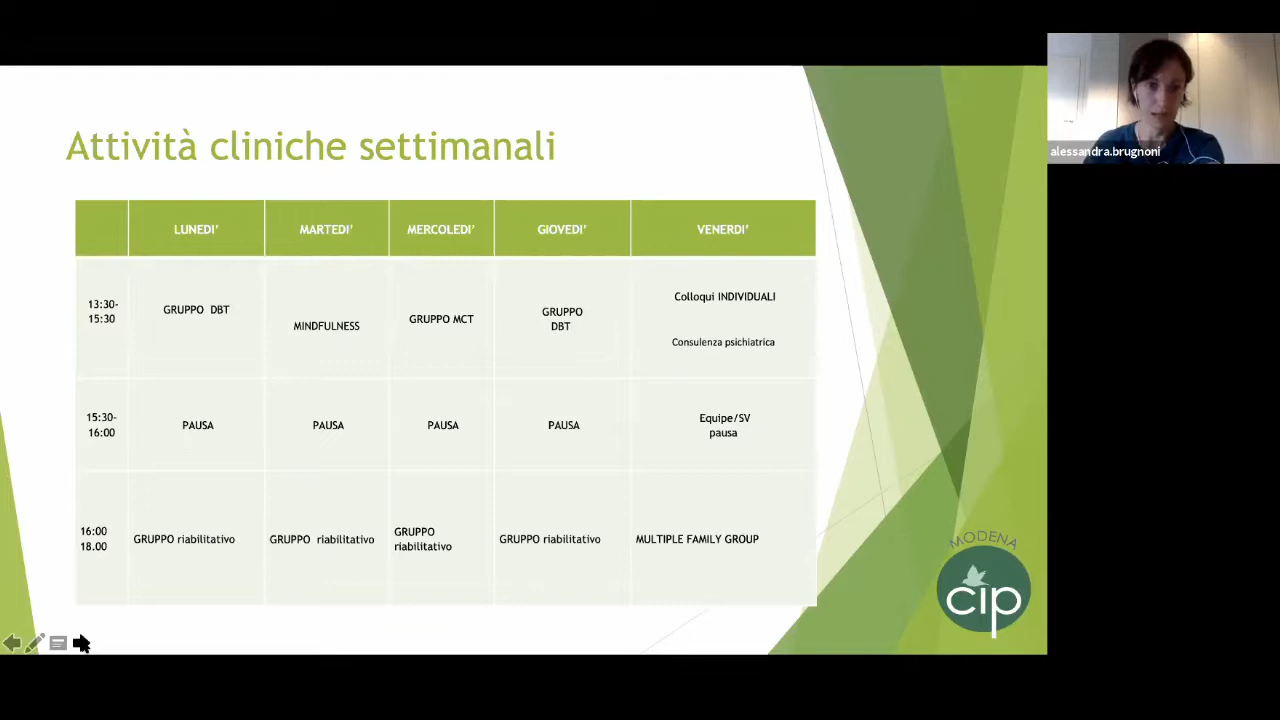 alessandra.brugnoni
Attività cliniche settimanali
LUNEDI’
MARTEDI’
MERCOLEDI’
GIOVEDI’
VENERDI’
13:30-
15:30
GRUPPO DBT
MINDFULNESS
GRUPPO MCT
GRUPPO
DBT
Colloqui INDIVIDUALI
Consulenza psichiatrica
15:30-
16:00
PAUSA
PAUSA
PAUSA
PAUSA
Equipe/SV
pausa
16:00
18.00
GRUPPO riabilitativo
GRUPPO riabilitativo
GRUPPO
riabilitativo
GRUPPO riabilitativo
MULTIPLE FAMILY GROUP
MODENA
cip